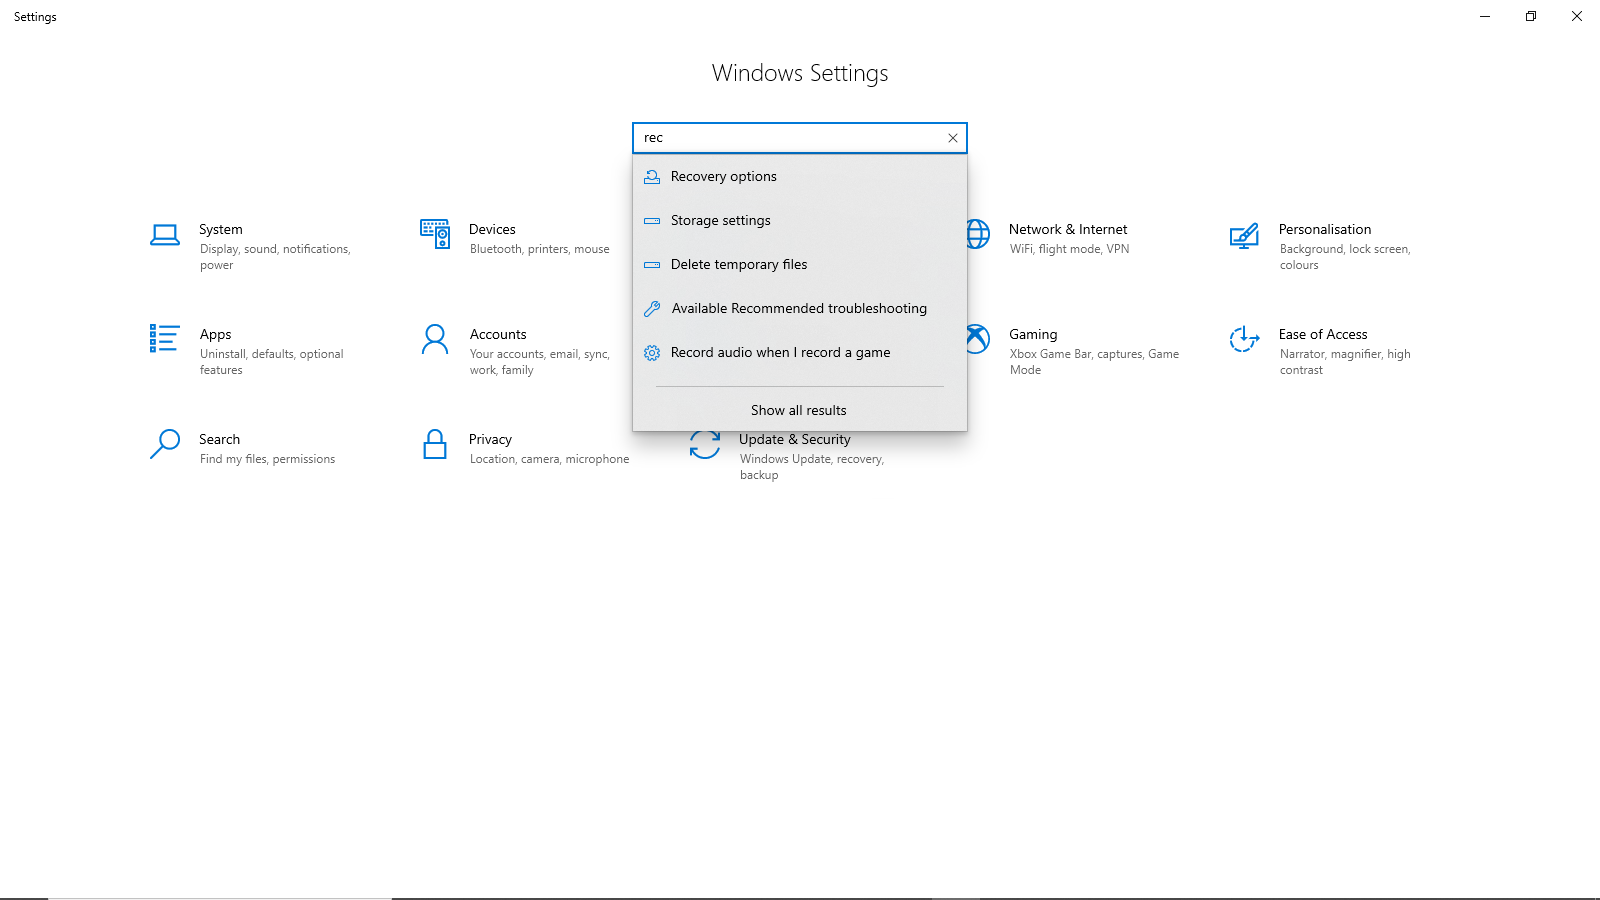 Settings
Windows Settings
rec
Recovery options
Storage settings
Delete temporary files
Available Recommended troubleshooting
Record audio when I record a game
Show all results
System
Display, sound, notifications,
power
Devices
Bluetooth, printers, mouse
Network & Internet
WiFi, flight mode, VPN
Personalisation
Background, lock screen,
colours
Apps
Uninstall, defaults, optional
features
Accounts
Your accounts, email, sync,
work, family
Gaming
Xbox Game Bar, captures, Game
Mode
Ease of Access
Narrator, magnifier, high
contrast
Search
Find my files, permissions
Privacy
Location, camera, microphone
Update & Security
Windows Update, recovery,
backup